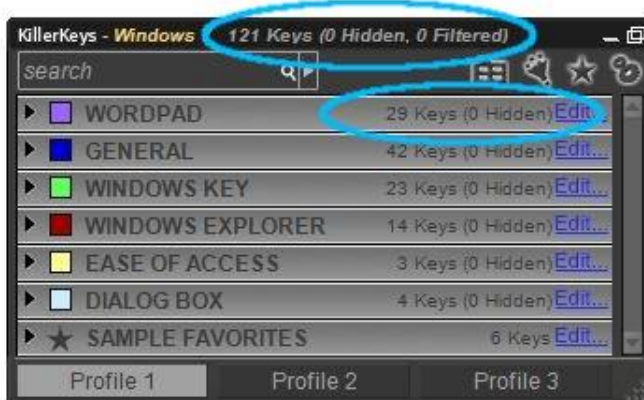 KillerKeys - Windows 121 Keys (0 Hidden, 0 Filtered)
search
WORDPAD 29 Keys (0 Hidden) Edit...
GENERAL 42 Keys (0 Hidden) Edit...
WINDOWS KEY 23 Keys (0 Hidden) Edit...
WINDOWS EXPLORER 14 Keys (0 Hidden) Edit...
EASE OF ACCESS 3 Keys (0 Hidden) Edit...
DIALOG BOX 4 Keys (0 Hidden) Edit...
SAMPLE FAVORITES 6 Keys Edit...
Profile 1 Profile 2 Profile 3